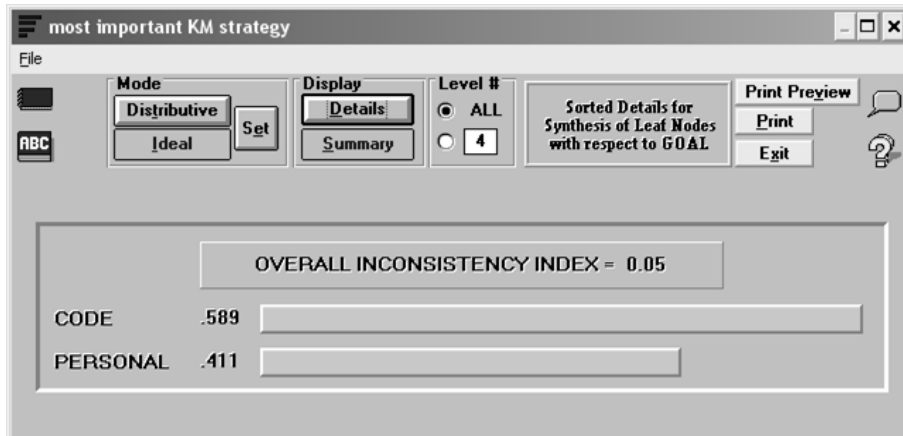 most important KM strategy
File
Mode
Distributive
Ideal
Set
Display
Details
Summary
Level #
ALL
4
Sorted Details for
Synthesis of Leaf Nodes
with respect to GOAL
Print Preview
Print
Exit
ABC
OVERALL INCONSISTENCY INDEX = 0.05
CODE .589
PERSONAL .411